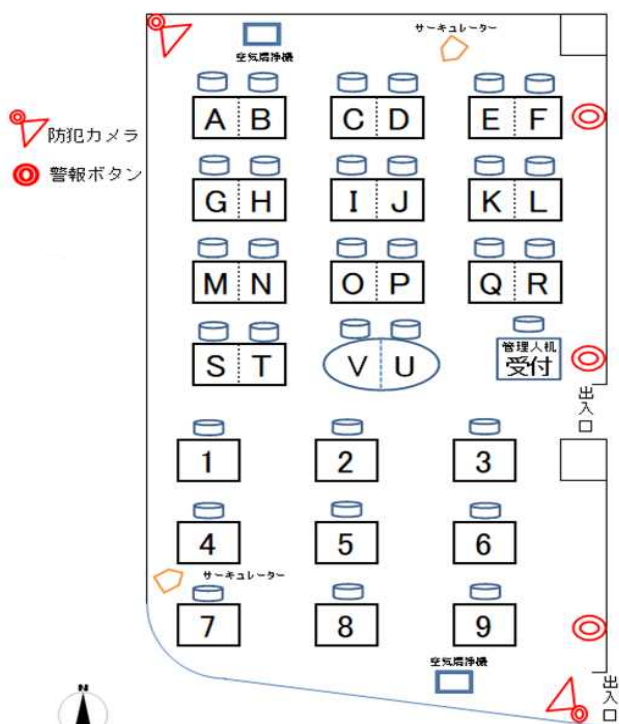 サーキュレーター
空気清浄機
防犯カメラ
警報ボタン
A B C D E F
G H I J K L
M N O P Q R
S T V U
管理人机
受付
出入口
1 2 3
4 5 6
サーキュレーター
7 8 9
空気清浄機
出入口
N